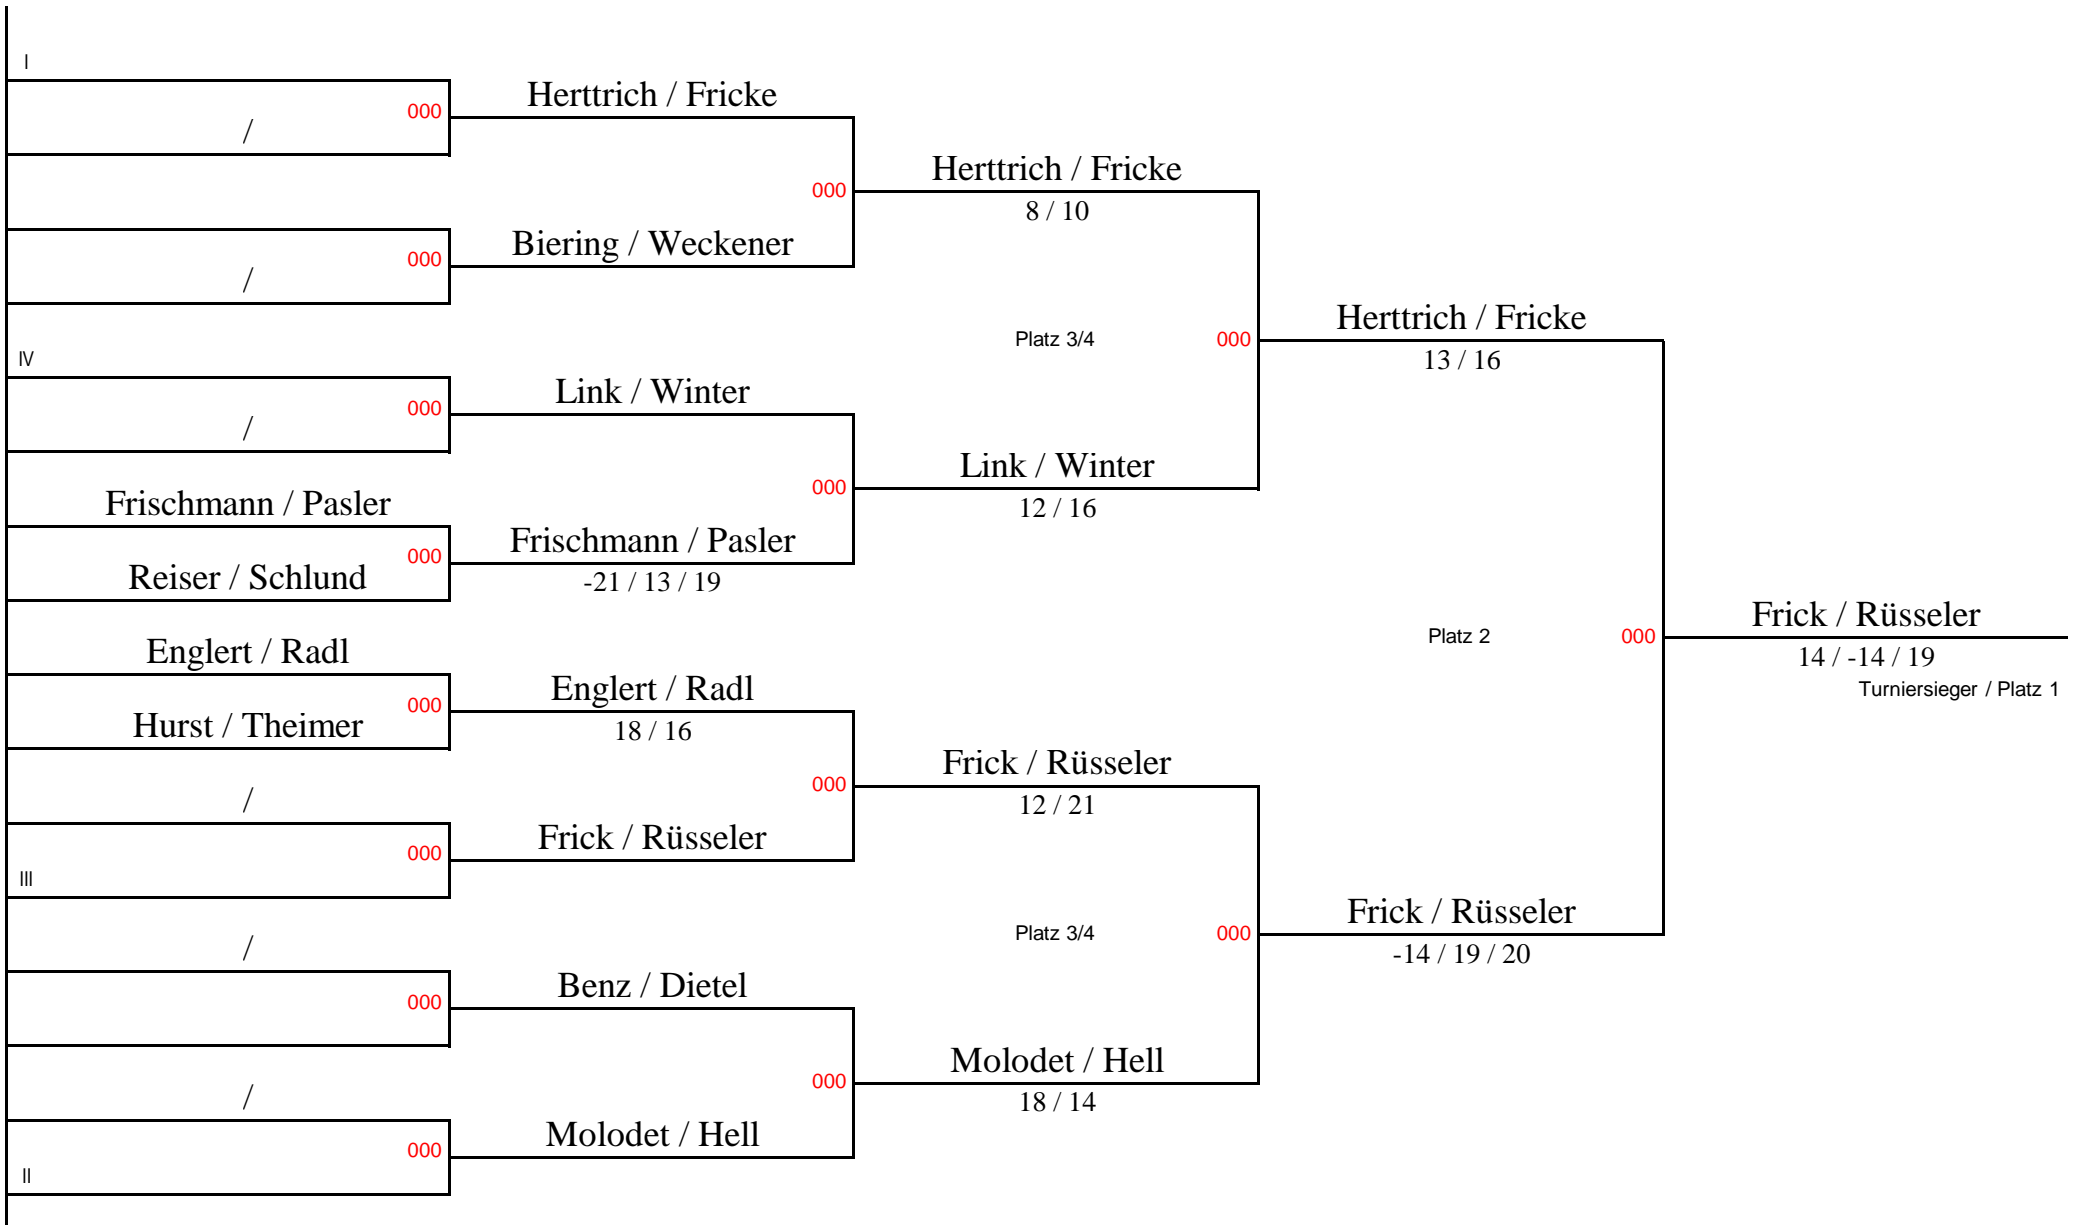 I
000
Herttrich / Fricke
/
Herttrich / Fricke
000
8 / 10
Biering / Weckener
000
/
Herttrich / Fricke
Platz 3/4
000
13 / 16
IV
Link / Winter
000
/
Link / Winter
000
12 / 16
Frischmann / Pasler
Frischmann / Pasler
000
Reiser / Schlund
-21 / 13 / 19
Frick / Rüsseler
Platz 2
000
14 / -14 / 19
Turniersieger / Platz 1
Englert / Radl
Englert / Radl
000
Hurst / Theimer
18 / 16
Frick / Rüsseler
000
12 / 21
/
Frick / Rüsseler
000
III
Frick / Rüsseler
Platz 3/4
000
-14 / 19 / 20
/
Benz / Dietel
000
Molodet / Hell
000
18 / 14
/
Molodet / Hell
000
II